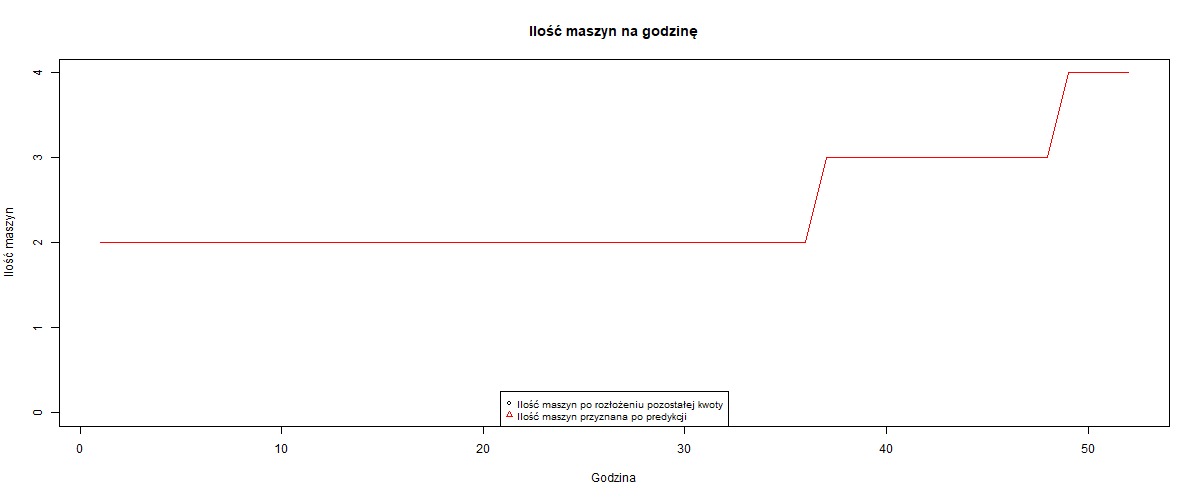 Ilość maszyn na godzinę
Ilość maszyn
4
3
2
1
0
Ilość maszyn po rozłożeniu pozostałej kwoty
Ilość maszyn przyznana po predykcji
0 10 20 30 40 50
Godzina